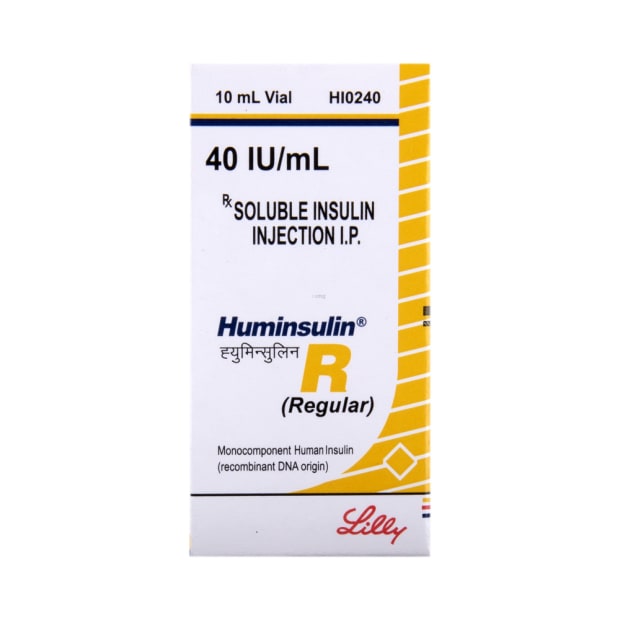 10 mL Vial HI0240
40 IU/mL
Rx SOLUBLE INSULIN
INJECTION I.P.
Huminsulin®
ह्युमिन्सुलिन R
(Regular)
Monocomponent Human Insulin
(recombinant DNA origin)
Lilly